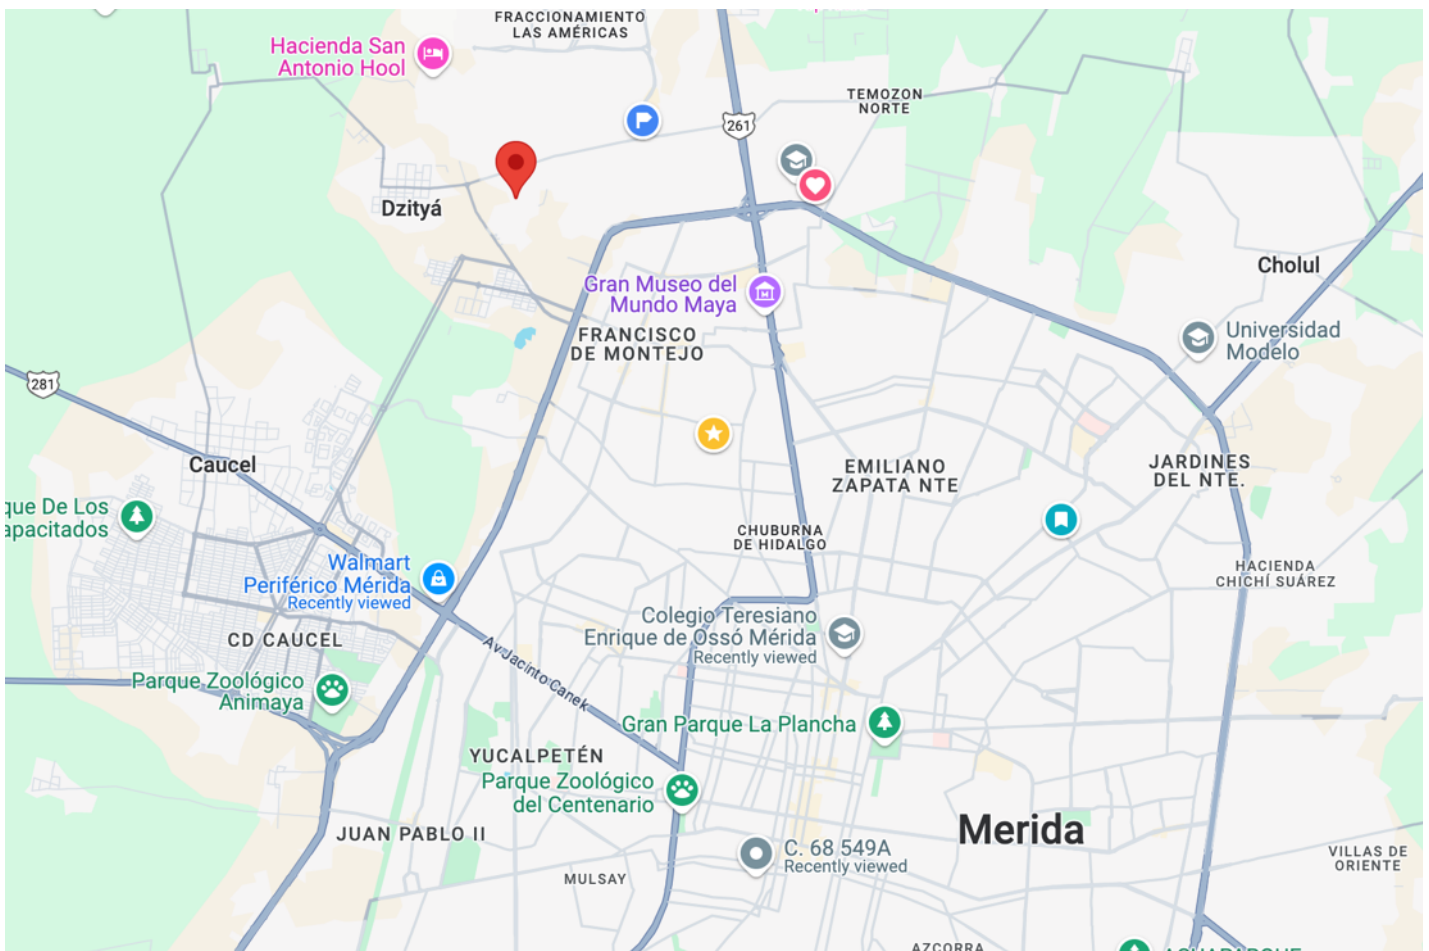 FRACCIONAMIENTO
LAS AMÉRICAS
Hacienda San
Antonio Hool
TEMOZON
NORTE
261
Dzityá
Cholul
Gran Museo del
Mundo Maya
FRANCISCO
DE MONTEJO
Universidad
Modelo
281
Caucel
EMILIANO
ZAPATA NTE
JARDINES
DEL NTE.
que De Los
apacitados
CHUBURNA
DE HIDALGO
Walmart
Periférico Mérida
Recently viewed
HACIENDA
CHICHÍ SUÁREZ
CD CAUCEL
Av. Jacinto Canek
Colegio Teresiano
Enrique de Ossó Mérida
Recently viewed
Parque Zoológico
Animaya
Gran Parque La Plancha
YUCALPETÉN
Parque Zoológico
del Centenario
JUAN PABLO II
Merida
C. 68 549A
Recently viewed
VILLAS DE
ORIENTE
MULSAY
AZCORRA